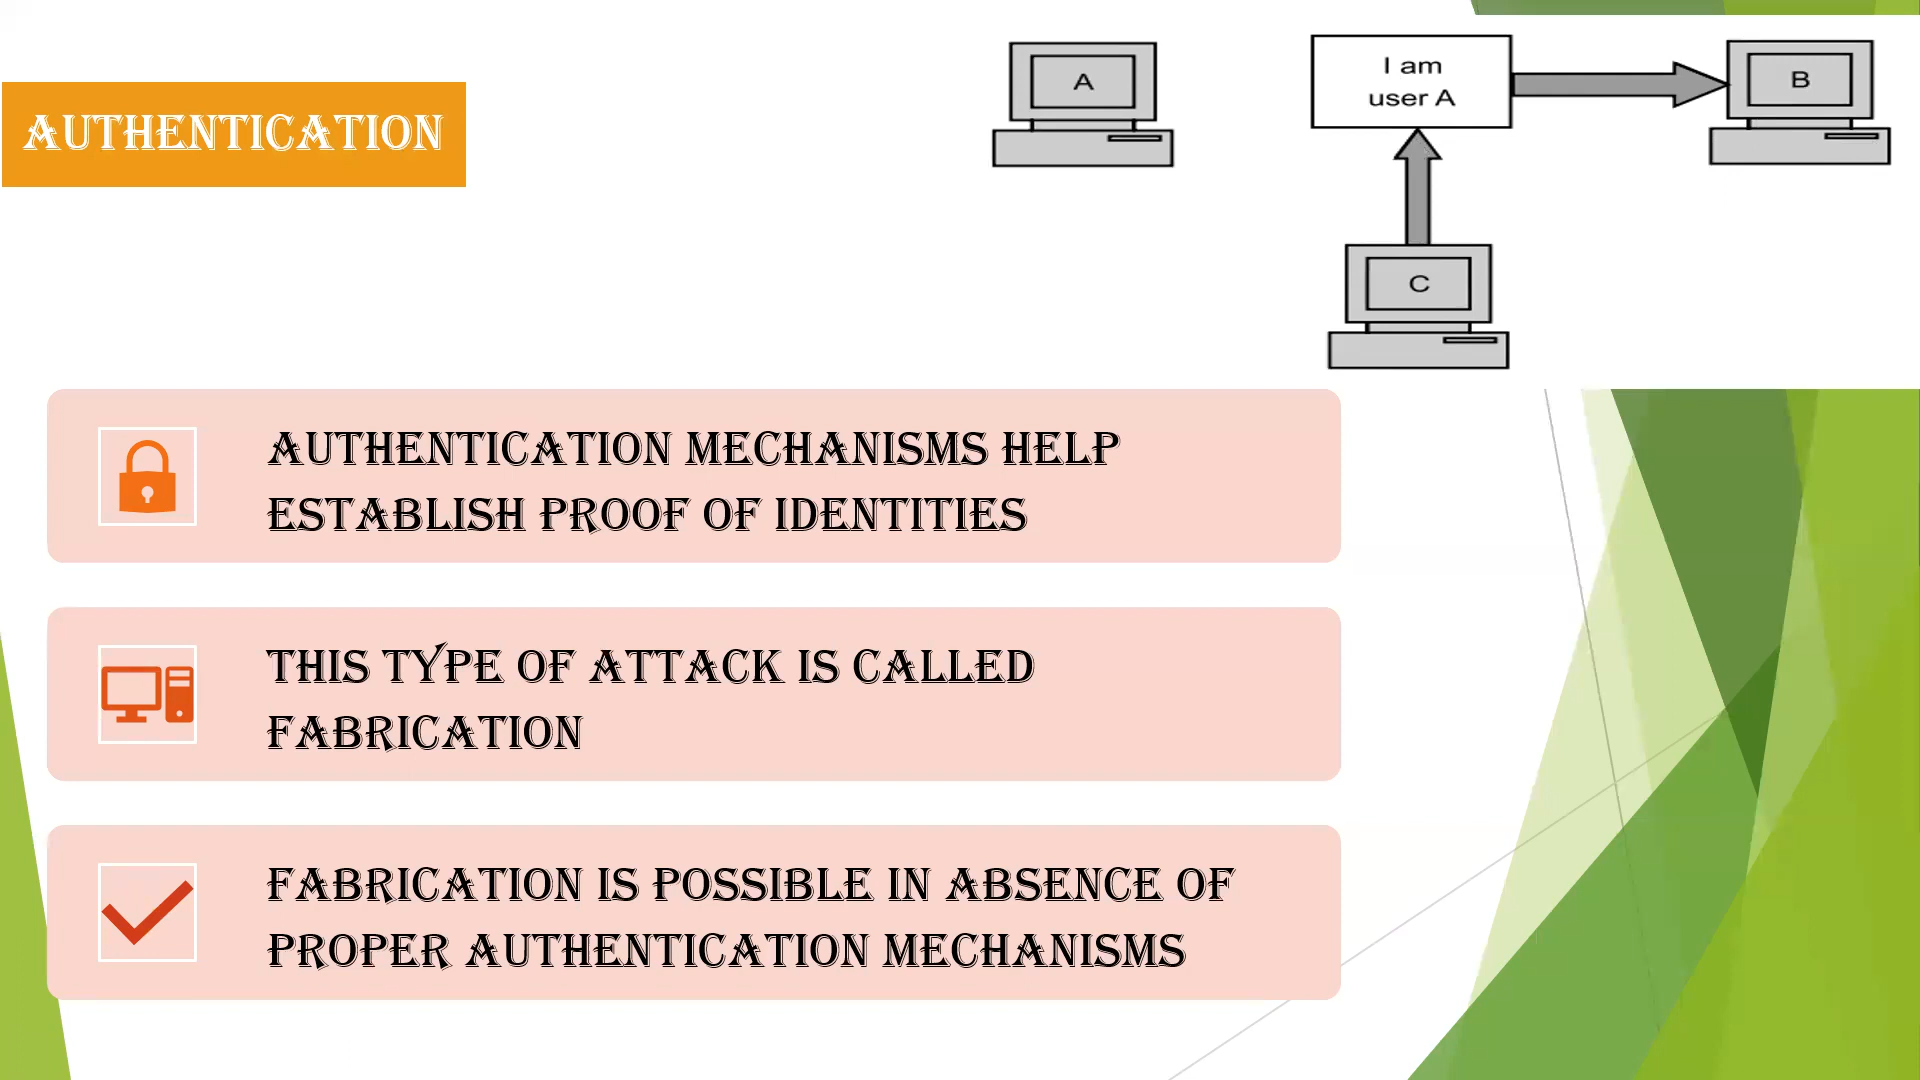 AUTHENTICATION
A
I am
user A
B
C
AUTHENTICATION MECHANISMS HELP
ESTABLISH PROOF OF IDENTITIES
THIS TYPE OF ATTACK IS CALLED
FABRICATION
FABRICATION IS POSSIBLE IN ABSENCE OF
PROPER AUTHENTICATION MECHANISMS